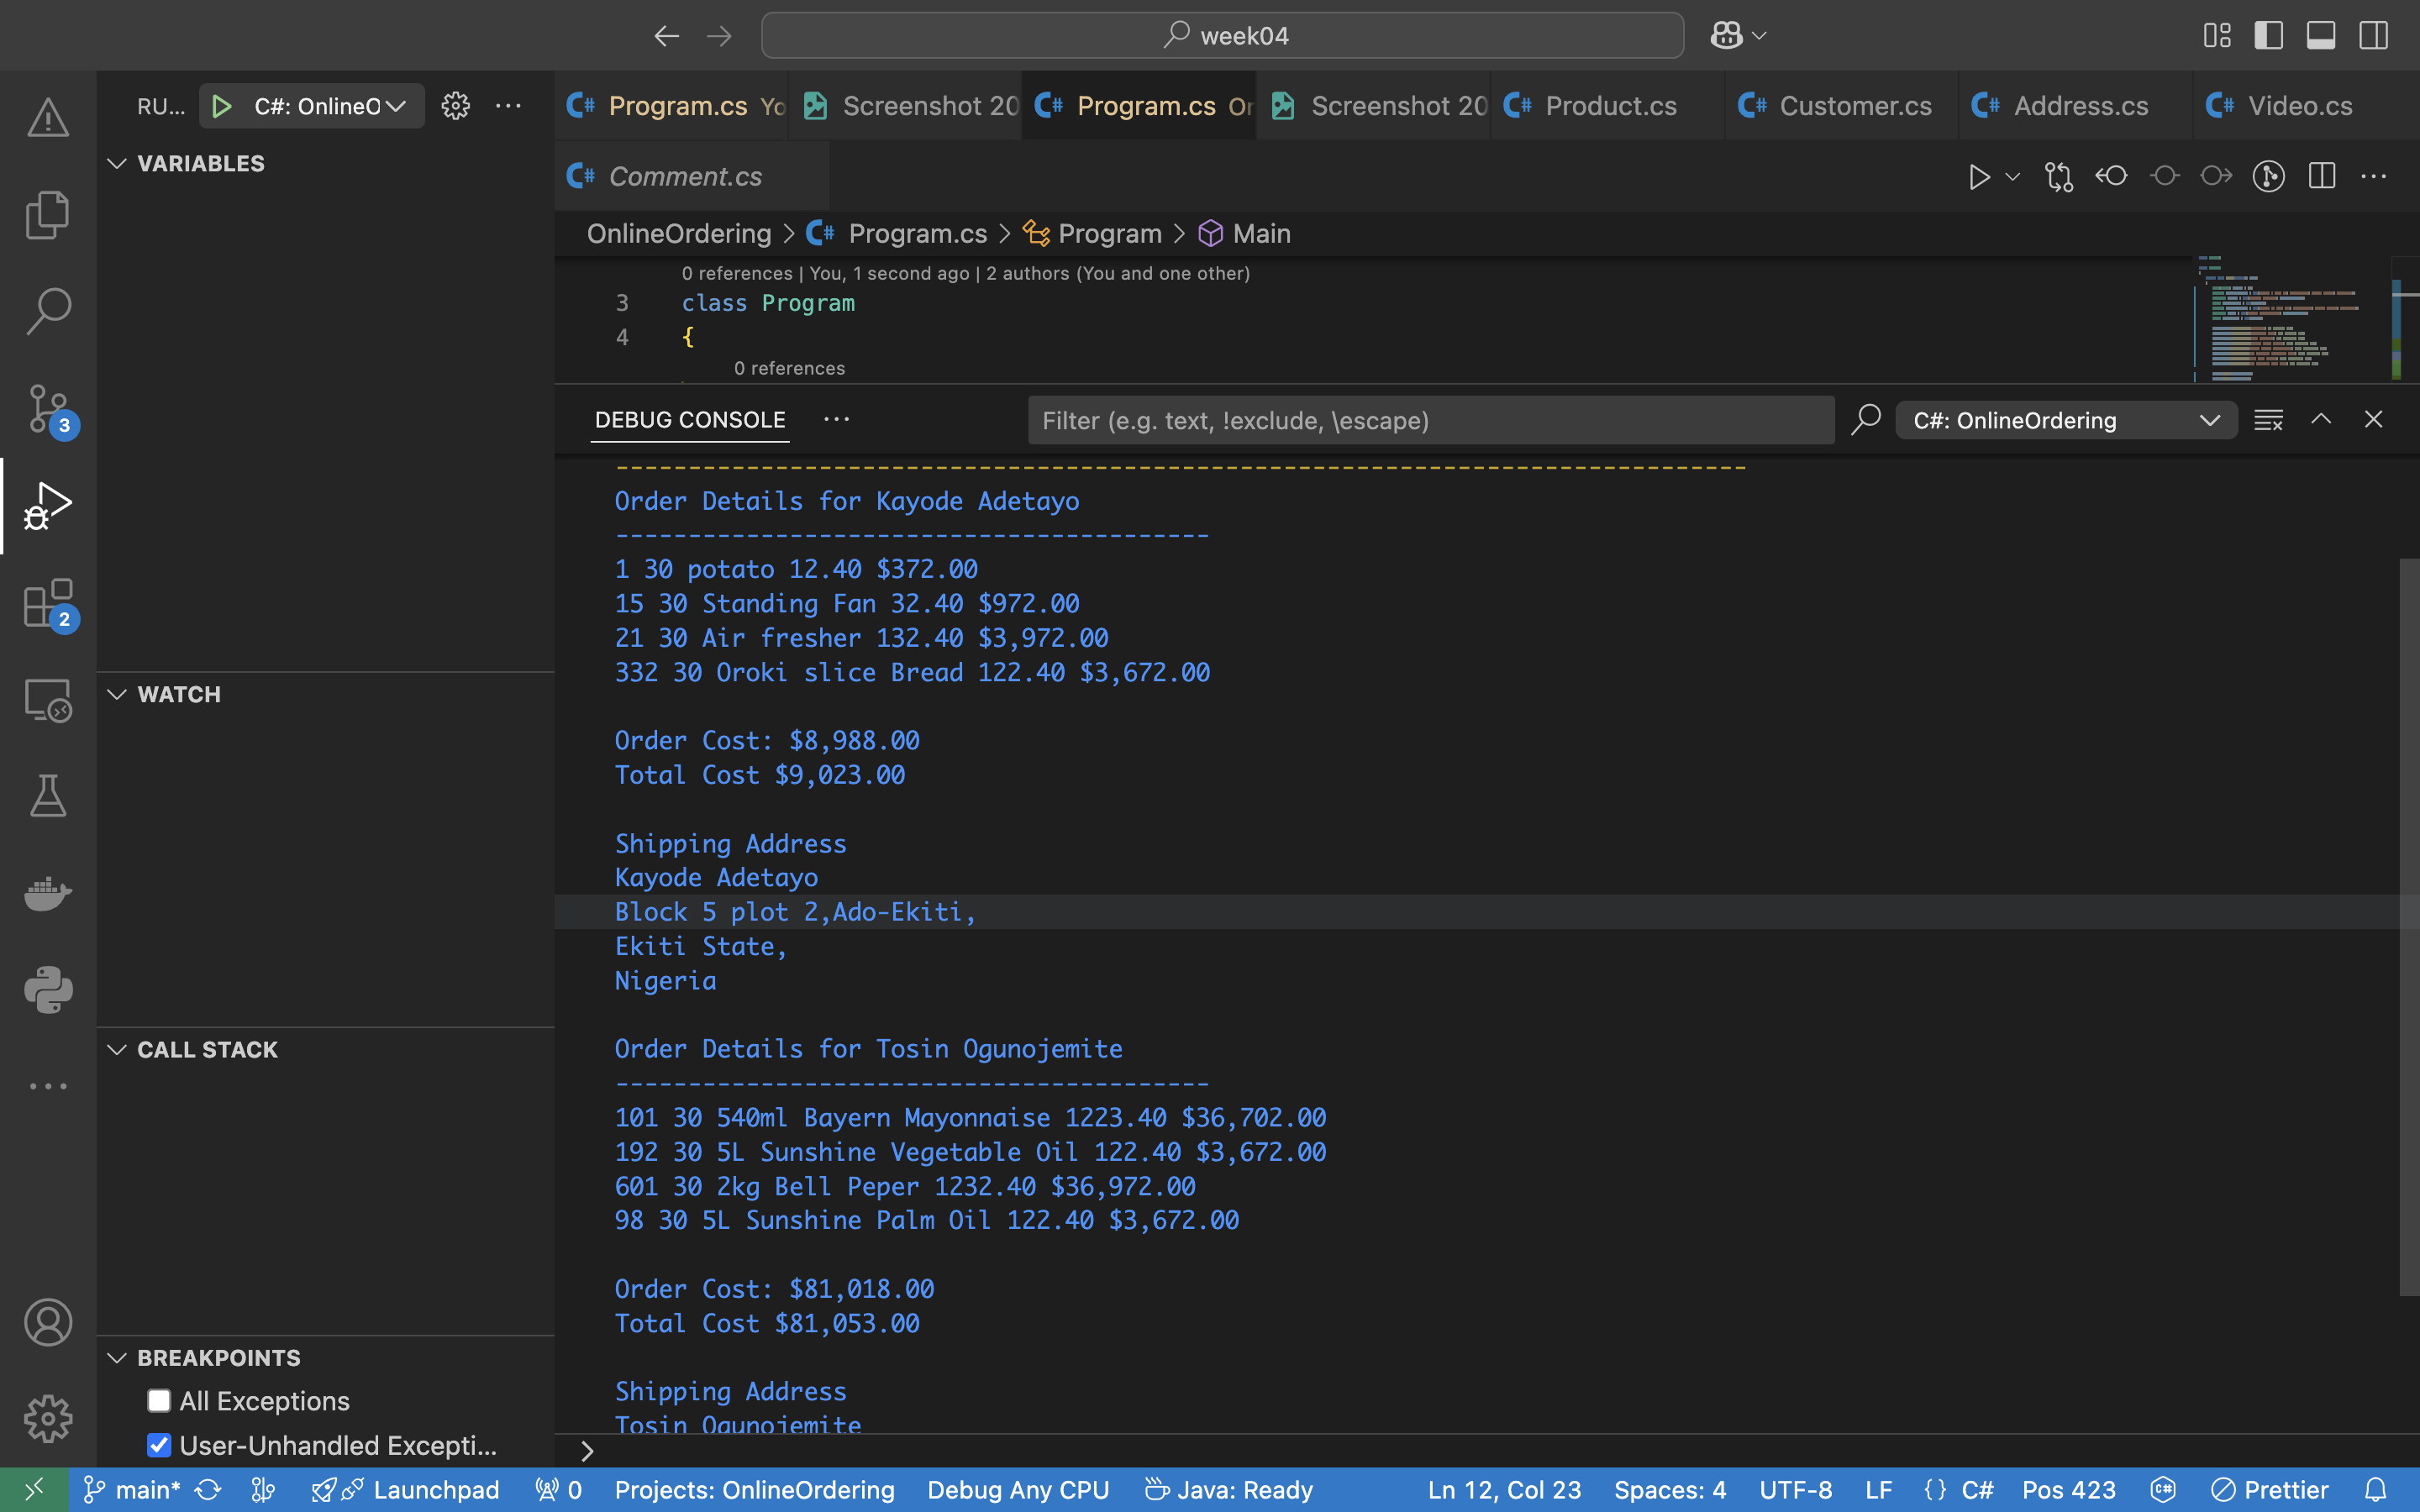 week04
RU... C#: OnlineO
Program.cs Yo Screenshot 20 Program.cs Or Screenshot 20 Product.cs Customer.cs Address.cs Video.cs
Comment.cs
OnlineOrdering > Program.cs > Program > Main
VARIABLES
WATCH
CALL STACK
BREAKPOINTS
All Exceptions
User-Unhandled Excepti...
3
2
0 references | You, 1 second ago | 2 authors (You and one other)
3 class Program
4 {
0 references
DEBUG CONSOLE ... Filter (e.g. text, !exclude, \escape) C#: OnlineOrdering
------------------------------------------------------------------------------
Order Details for Kayode Adetayo
-----------------------------------------
1 30 potato 12.40 $372.00
15 30 Standing Fan 32.40 $972.00
21 30 Air fresher 132.40 $3,972.00
332 30 Oroki slice Bread 122.40 $3,672.00
Order Cost: $8,988.00
Total Cost $9,023.00
Shipping Address
Kayode Adetayo
Block 5 plot 2,Ado-Ekiti,
Ekiti State,
Nigeria
Order Details for Tosin Ogunojemite
-----------------------------------------
101 30 540ml Bayern Mayonnaise 1223.40 $36,702.00
192 30 5L Sunshine Vegetable Oil 122.40 $3,672.00
601 30 2kg Bell Peper 1232.40 $36,972.00
98 30 5L Sunshine Palm Oil 122.40 $3,672.00
Order Cost: $81,018.00
Total Cost $81,053.00
Shipping Address
Tosin Ogunojemite
>
main* Launchpad 0 Projects: OnlineOrdering Debug Any CPU Java: Ready Ln 12, Col 23 Spaces: 4 UTF-8 LF {} C# Pos 423 Prettier